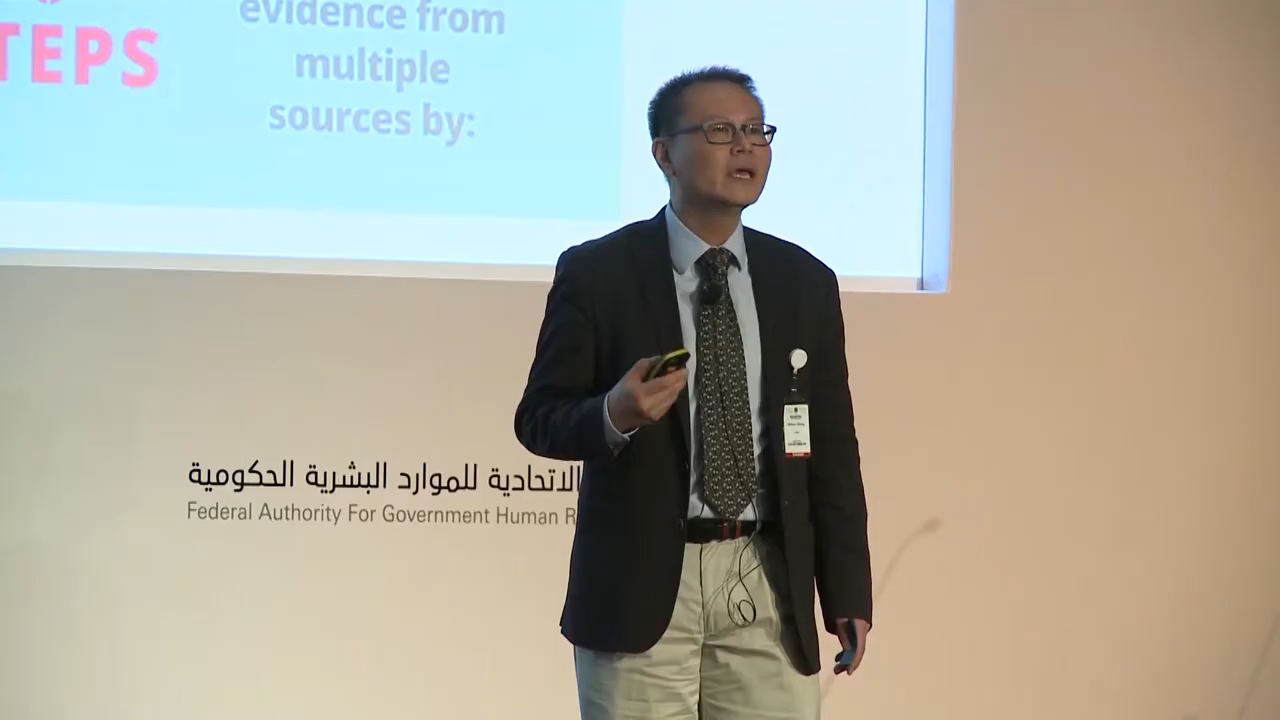 TEPS
evidence from
multiple
sources by:
الاتحادية للموارد البشرية الحكومية
Federal Authority For Government Human R